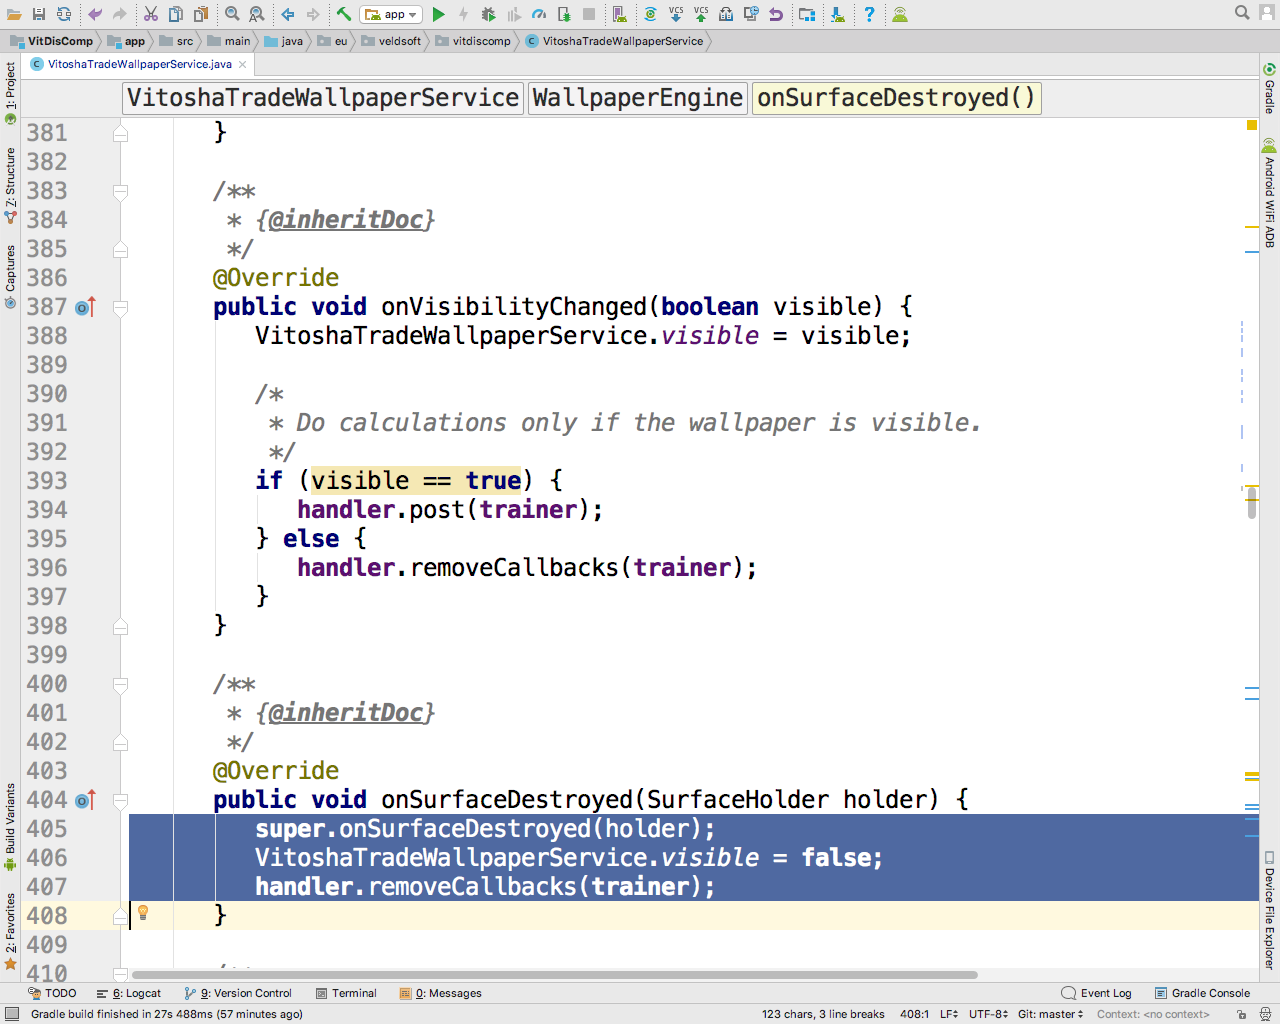 app
VitDisComp app src main java eu veldsoft vitdiscomp VitoshaTradeWallpaperService
VitoshaTradeWallpaperService.java
VitoshaTradeWallpaperService WallpaperEngine onSurfaceDestroyed()
1: Project
Z: Structure
Captures
Build Variants
2: Favorites
381 }
382
383 /**
384 * {@inheritDoc}
385 */
386 @Override
387 public void onVisibilityChanged(boolean visible) {
388 VitoshaTradeWallpaperService.visible = visible;
389
390 /*
391 * Do calculations only if the wallpaper is visible.
392 */
393 if (visible == true) {
394 handler.post(trainer);
395 } else {
396 handler.removeCallbacks(trainer);
397 }
398 }
399
400 /**
401 * {@inheritDoc}
402 */
403 @Override
404 public void onSurfaceDestroyed(SurfaceHolder holder) {
405 super.onSurfaceDestroyed(holder);
406 VitoshaTradeWallpaperService.visible = false;
407 handler.removeCallbacks(trainer);
408 }
409
410 /**
Gradle
Android WiFi ADB
Device File Explorer
TODO 6: Logcat 9: Version Control Terminal 0: Messages Event Log Gradle Console
Gradle build finished in 27s 488ms (57 minutes ago) 123 chars, 3 line breaks 408:1 LF UTF-8 Git: master Context: <no context>